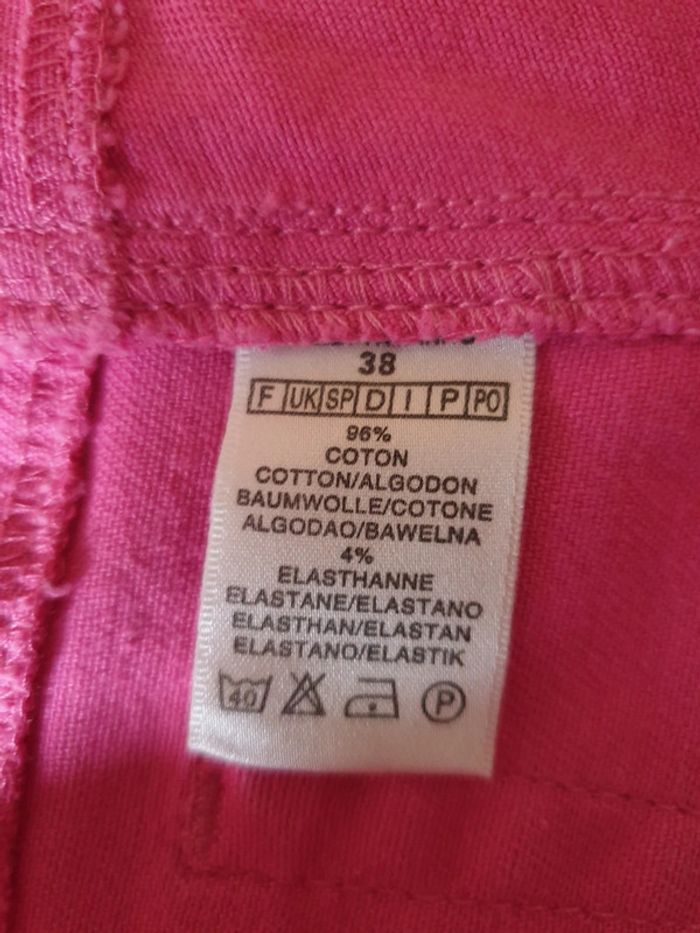 38
F UK SP D I P PO
96%
COTON
COTTON/ALGODON
BAUMWOLLE/COTONE
ALGODAO/BAWELNA
4%
ELASTHANNE
ELASTANE/ELASTANO
ELASTHAN/ELASTAN
ELASTANO/ELASTIK
40
P